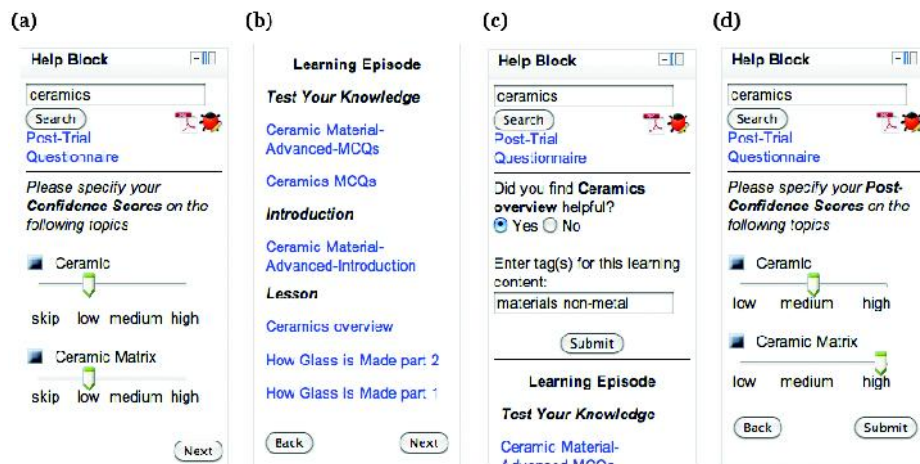 (a)
Help Block
ceramics
Search
Post-Trial
Questionnaire
Please specify your
Confidence Scores on the
following topics
Ceramic
skip low medium high
Ceramic Matrix
skip low medium high
Next
(b)
Learning Episode
Test Your Knowledge
Ceramic Material-
Advanced-MCQs
Ceramics MCQs
Introduction
Ceramic Material-
Advanced-Introduction
Lesson
Ceramics overview
How Glass is Made part 2
How Glass is Made part 1
Back Next
(c)
Help Block
ceramics
Search
Post-Trial
Questionnaire
Did you find Ceramics
overview helpful?
Yes No
Enter tag(s) for this learning
content:
materials non-metal
Submit
Learning Episode
Test Your Knowledge
Ceramic Material-
Advanced MCQs
(d)
Help Block
ceramics
Search
Post-Trial
Questionnaire
Please specify your Post-
Confidence Scores on the
following topics
Ceramic
low medium high
Ceramic Matrix
low medium high
Back Submit